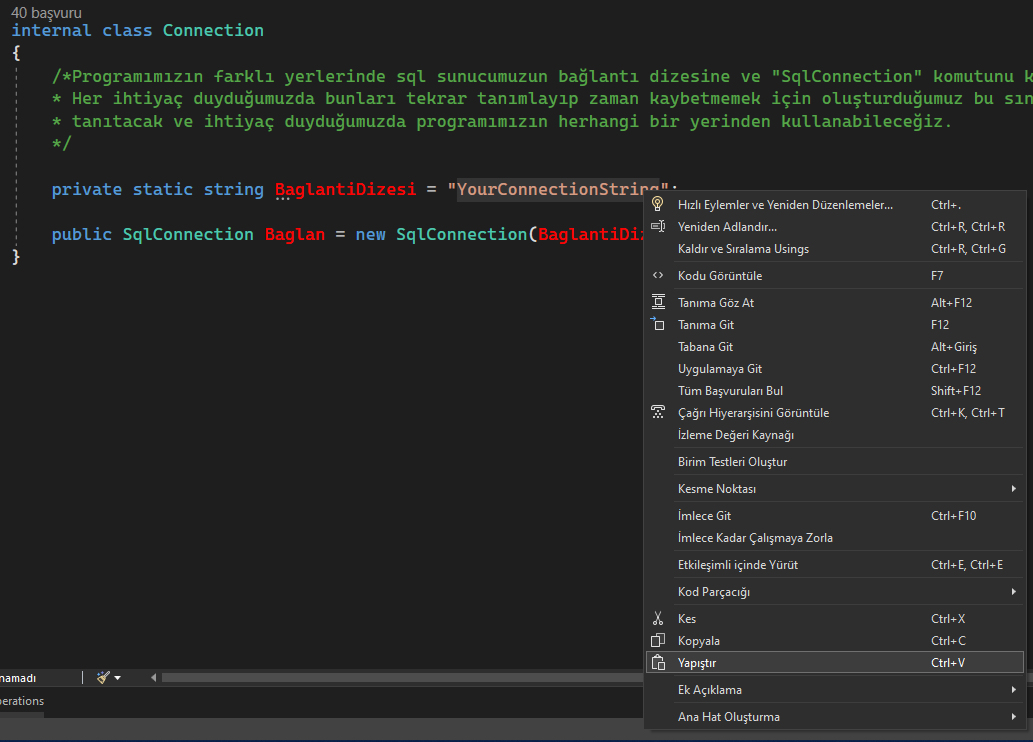 40 başvuru
internal class Connection
{
/*Programımızın farklı yerlerinde sql sunucumuzun bağlantı dizesine ve "SqlConnection" komutunu k
* Her ihtiyaç duyduğumuzda bunları tekrar tanımlayıp zaman kaybetmemek için oluşturduğumuz bu sın
* tanıtacak ve ihtiyaç duyduğumuzda programımızın herhangi bir yerinden kullanabileceğiz.
*/
private static string BaglantiDizesi = "YourConnectionString";
public SqlConnection Baglan = new SqlConnection(BaglantiDiz
}
Hızlı Eylemler ve Yeniden Düzenlemeler... Ctrl+.
Yeniden Adlandır... Ctrl+R, Ctrl+R
Kaldır ve Sıralama Usings Ctrl+R, Ctrl+G
Kodu Görüntüle F7
Tanıma Göz At Alt+F12
Tanıma Git F12
Tabana Git Alt+Giriş
Uygulamaya Git Ctrl+F12
Tüm Başvuruları Bul Shift+F12
Çağrı Hiyerarşisini Görüntüle Ctrl+K, Ctrl+T
İzleme Değeri Kaynağı
Birim Testleri Oluştur
Kesme Noktası
İmlece Git Ctrl+F10
İmlece Kadar Çalışmaya Zorla
Etkileşimli içinde Yürüt Ctrl+E, Ctrl+E
Kod Parçacığı
Kes Ctrl+X
Kopyala Ctrl+C
Yapıştır Ctrl+V
Ek Açıklama
Ana Hat Oluşturma
namadı
perations